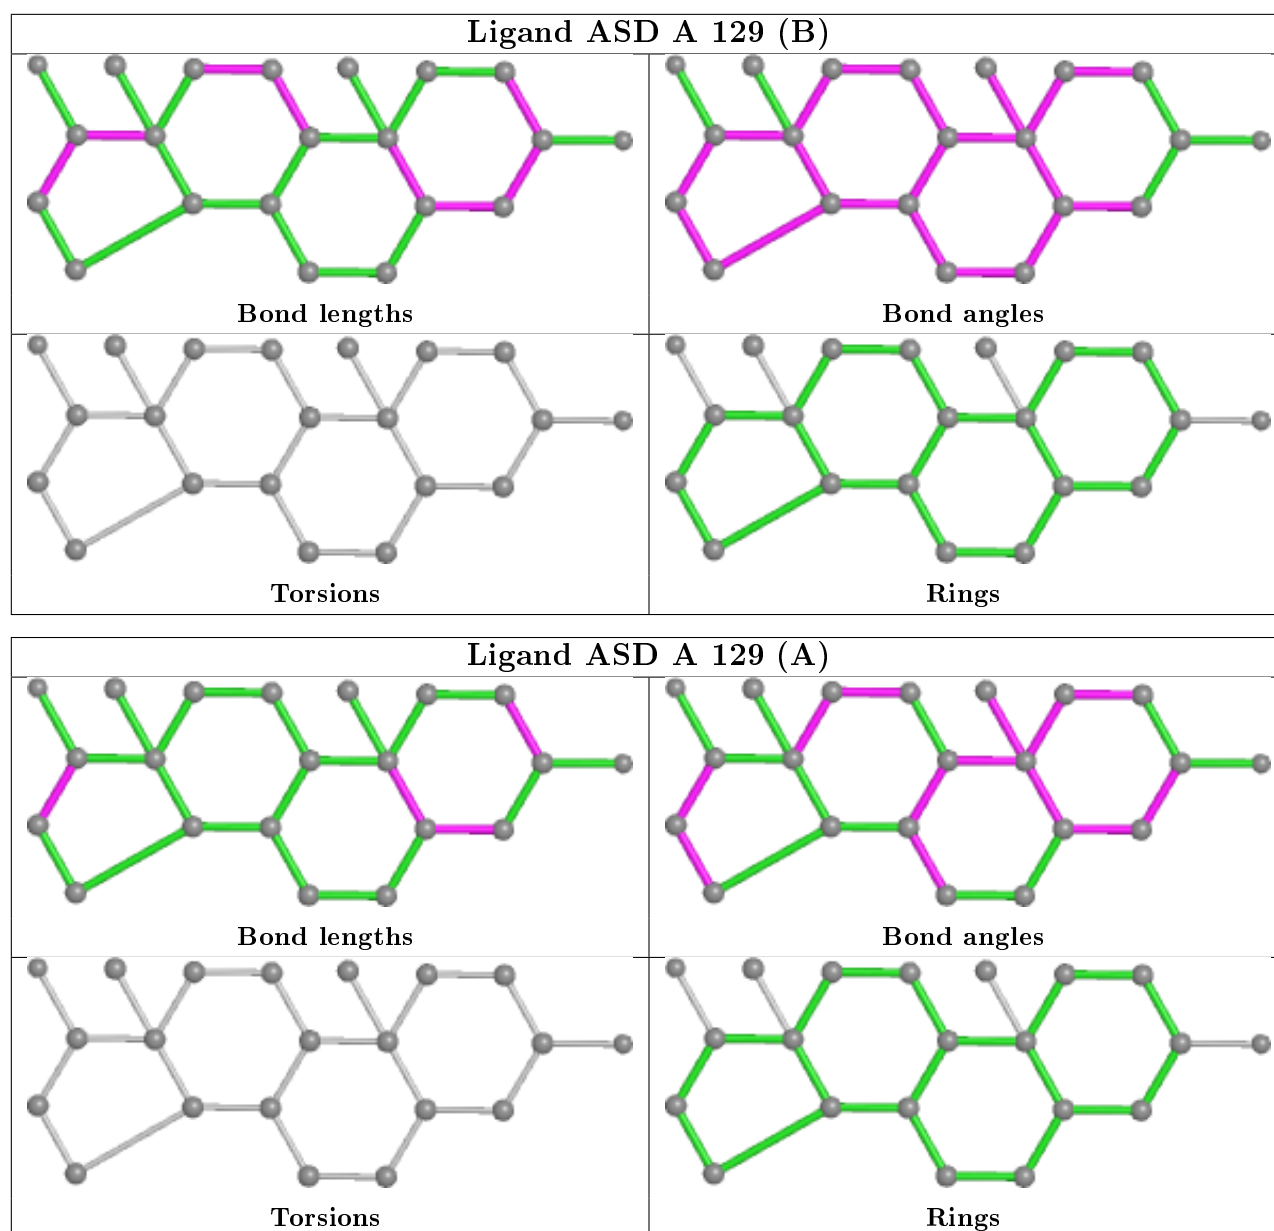 Ligand ASD A 129 (B)
Bond lengths
Bond angles
Torsions
Rings
Ligand ASD A 129 (A)
Bond lengths
Bond angles
Torsions
Rings